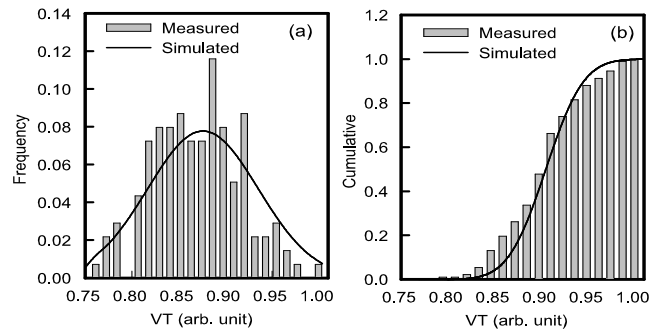 0.14
0.12
0.10
0.08
0.06
0.04
0.02
0.00
Frequency
Measured
Simulated
(a)
0.75 0.80 0.85 0.90 0.95 1.00
VT (arb. unit)
1.2
1.0
0.8
0.6
0.4
0.2
0.0
Cumulative
Measured
Simulated
(b)
0.75 0.80 0.85 0.90 0.95 1.00
VT (arb. unit)